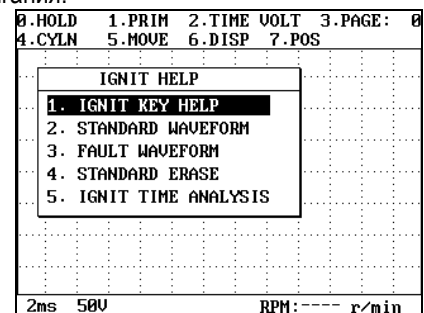 0.HOLD 1.PRIM 2.TIME VOLT 3.PAGE: 0
4.CYLN 5.MOVE 6.DISP 7.POS
IGNIT HELP
1. IGNIT KEY HELP
2. STANDARD WAVEFORM
3. FAULT WAVEFORM
4. STANDARD ERASE
5. IGNIT TIME ANALYSIS
2ms 50V RPM:---- r/min